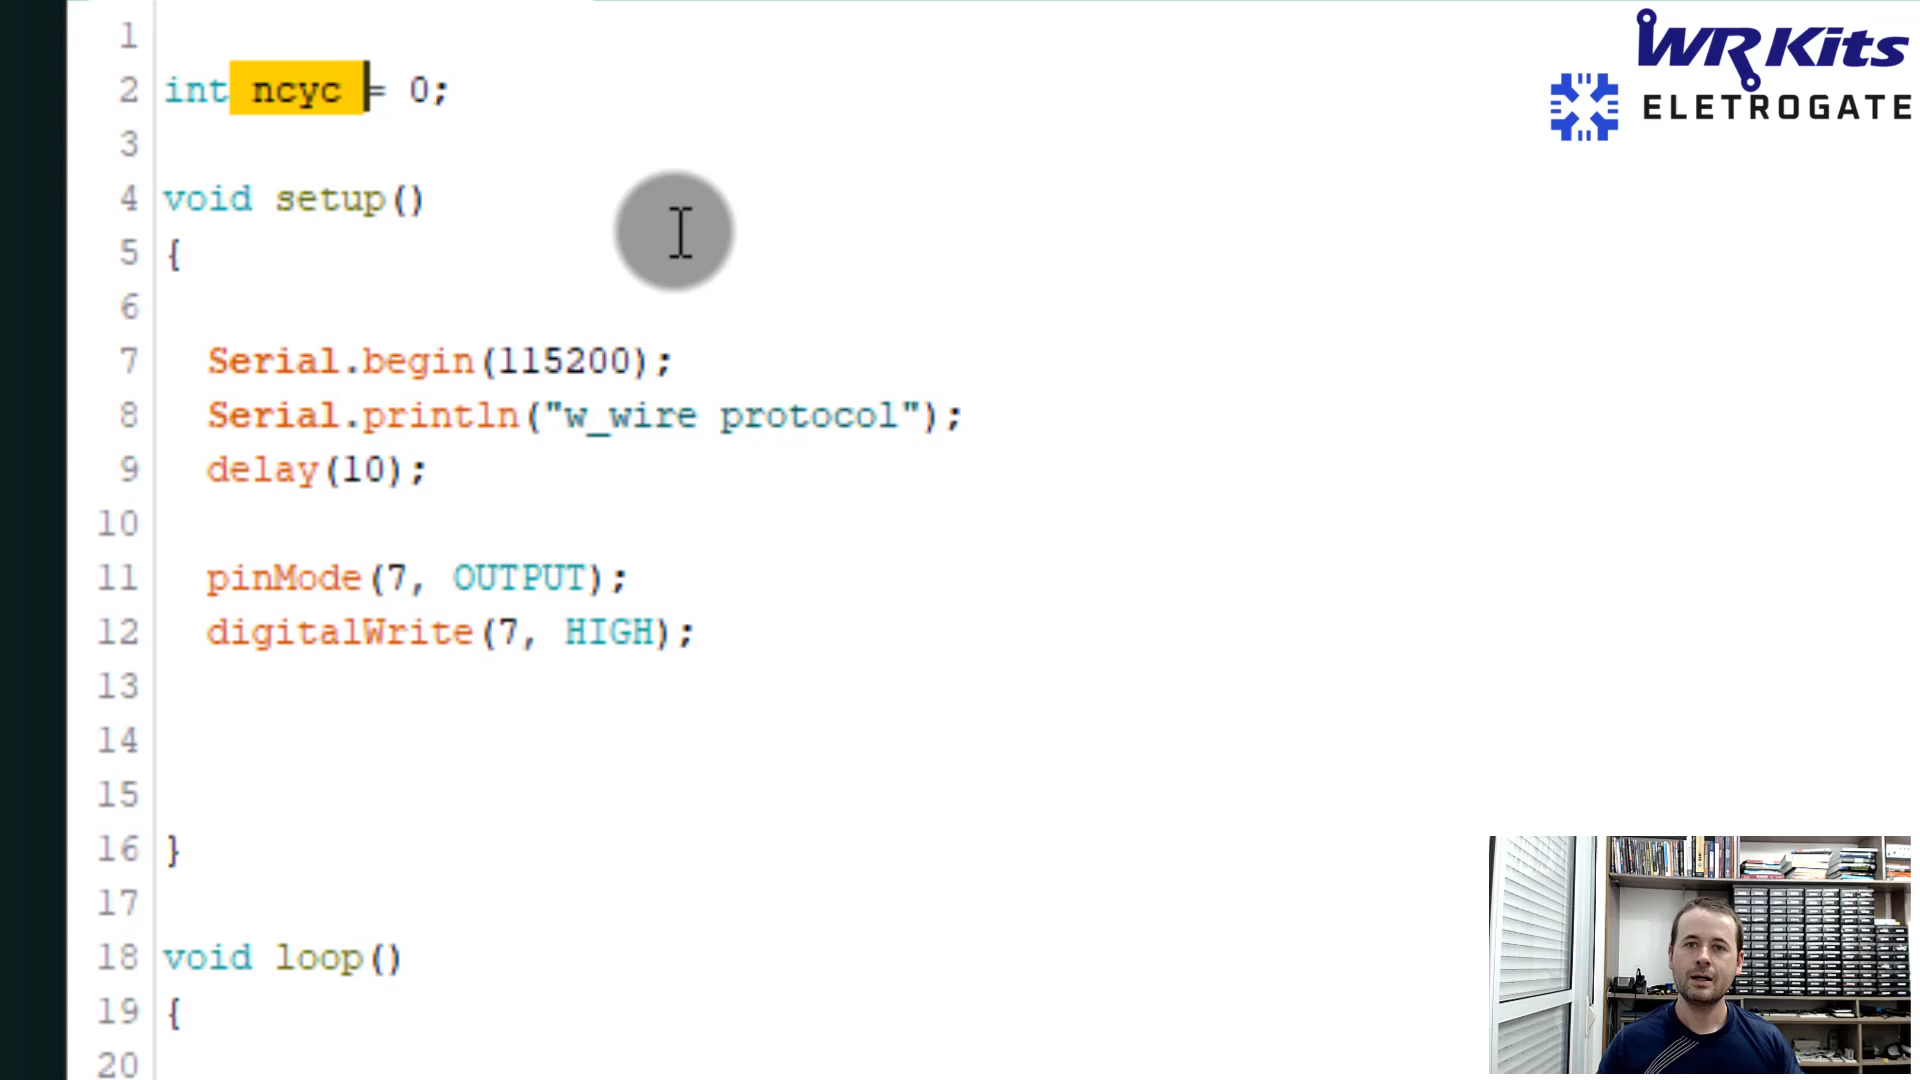 1
2 int ncyc = 0;
3
4 void setup()
5 {
6
7 Serial.begin(115200);
8 Serial.println("w_wire protocol");
9 delay(10);
10
11 pinMode(7, OUTPUT);
12 digitalWrite(7, HIGH);
13
14
15
16 }
17
18 void loop()
19 {
20
WR Kits
ELETROGATE